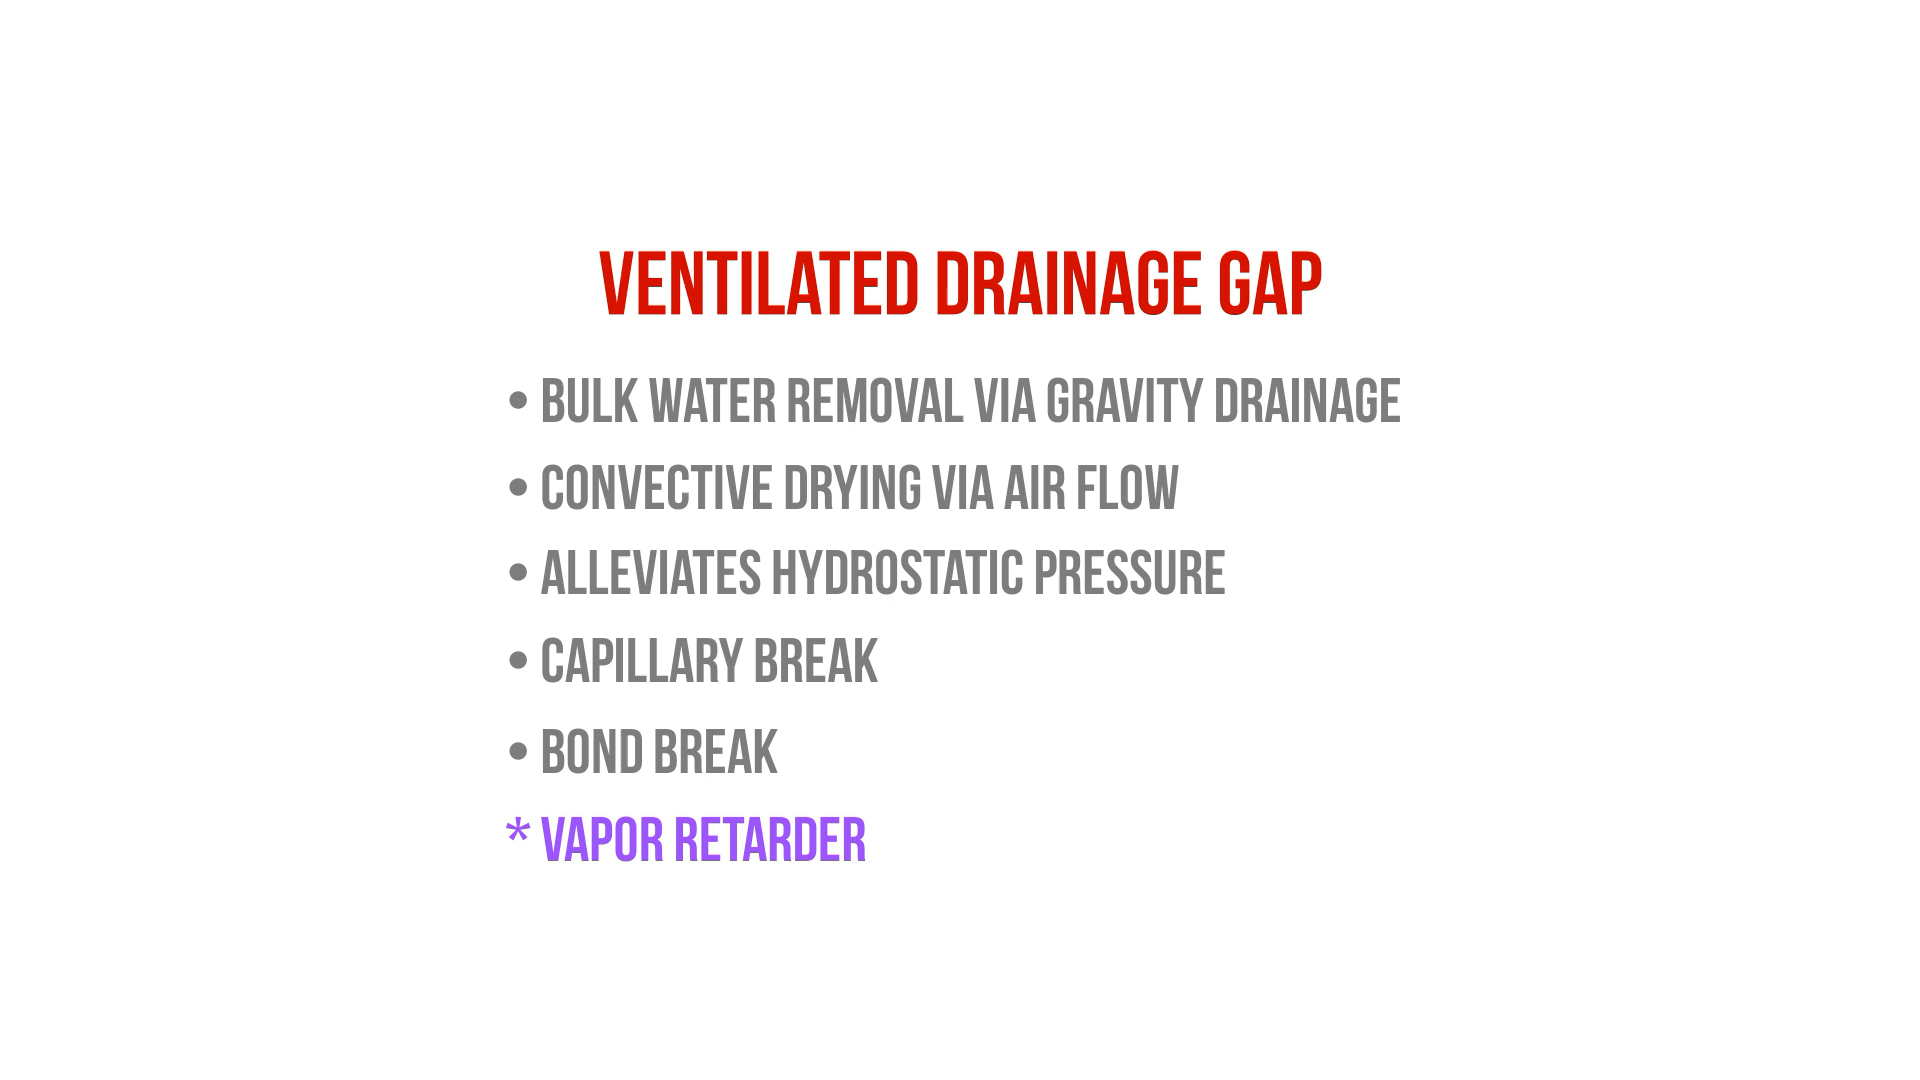 VENTILATED DRAINAGE GAP
• BULK WATER REMOVAL VIA GRAVITY DRAINAGE
• CONVECTIVE DRYING VIA AIR FLOW
• ALLEVIATES HYDROSTATIC PRESSURE
• CAPILLARY BREAK
• BOND BREAK
* VAPOR RETARDER